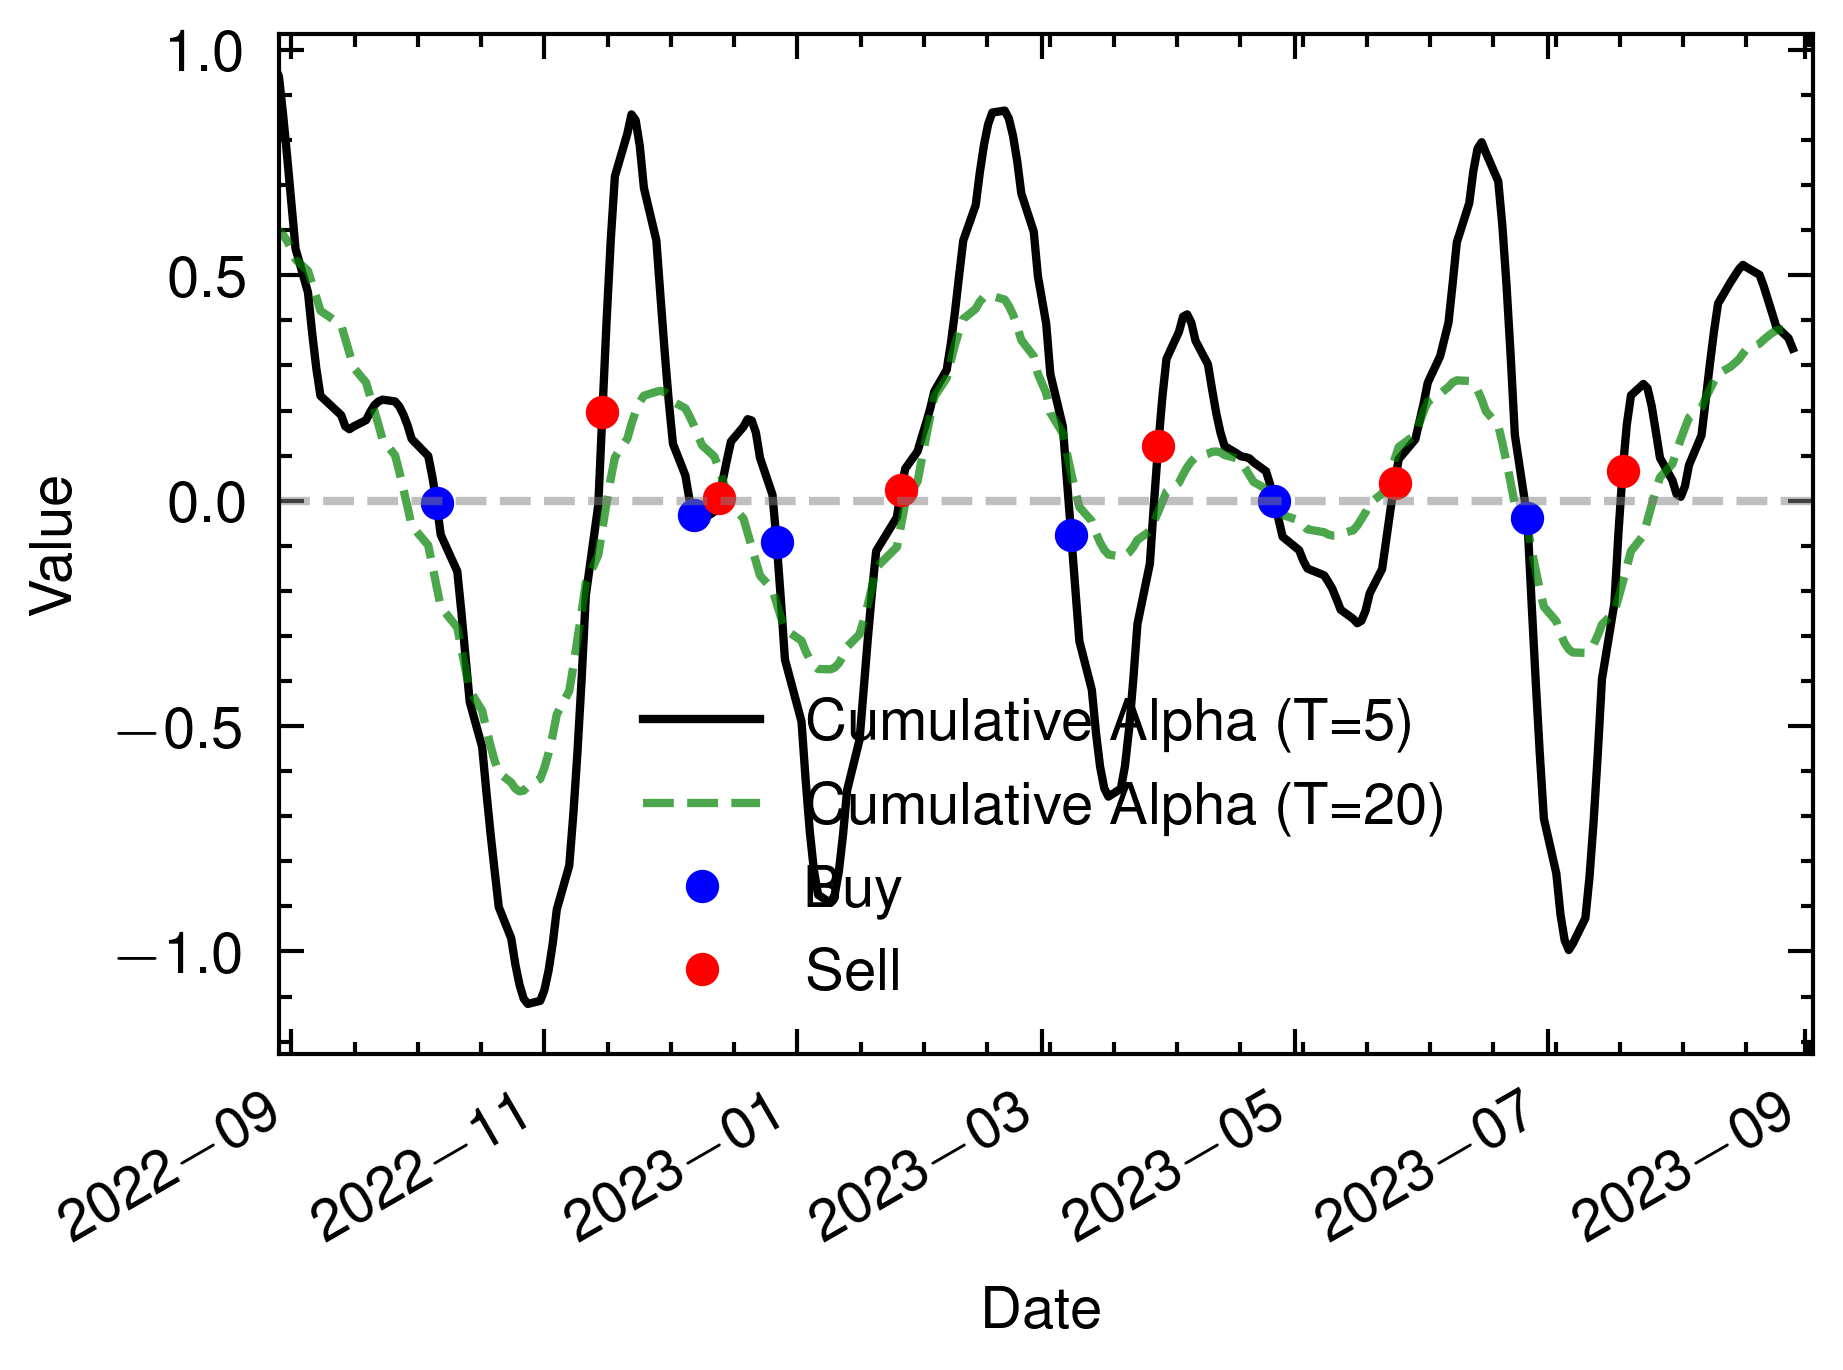 1.0
0.5
0.0
−0.5
−1.0
Value
Cumulative Alpha (T=5)
Cumulative Alpha (T=20)
Buy
Sell
2022−09
2022−11
2023−01
2023−03
2023−05
2023−07
2023−09
Date